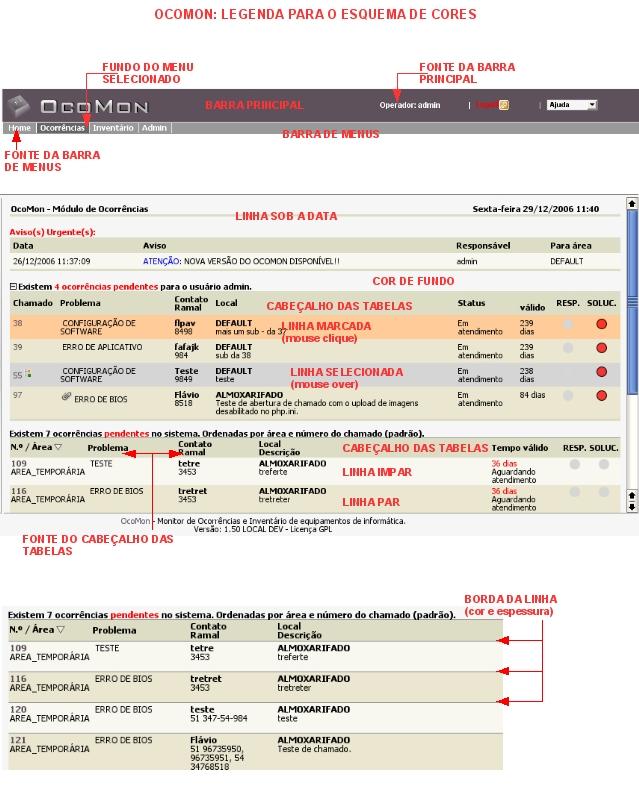 OCOMON: LEGENDA PARA O ESQUEMA DE CORES
FUNDO DO MENU
SELECIONADO
FONTE DA BARRA
PRINCIPAL
OCOMON
BARRA PRINCIPAL
Operador: admin | | Ajuda
Home Ocorrências Inventário Admin |
BARRA DE MENUS
FONTE DA BARRA
DE MENUS
OcoMon - Módulo de Ocorrências
LINHA SOB A DATA
Sexta-feira 29/12/2006 11:40
Aviso(s) Urgente(s):
Data Aviso Responsável Para área
26/12/2006 11:37:09 ATENÇÃO: NOVA VERSÃO DO OCOMON DISPONÍVEL!! admin DEFAULT
COR DE FUNDO
Existem 4 ocorrências pendentes para o usuário admin.
Chamado Problema Contato
Ramal Local CABEÇALHO DAS TABELAS Status válido RESP. SOLUC.
38 CONFIGURAÇÃO DE
SOFTWARE flpav
8498 DEFAULT
mais um sub - da 37 LINHA MARCADA
(mouse clique) Em
atendimento 239
dias
39 ERRO DE APLICATIVO fafajk
984 DEFAULT
sub da 38 Em
atendimento 239
dias
55 CONFIGURAÇÃO DE
SOFTWARE Teste
9849 DEFAULT
teste LINHA SELECIONADA
(mouse over) Em
atendimento 238
dias
97 ERRO DE BIOS Flávio
8518 ALMOXARIFADO
Teste de abertura de chamado com o upload de imagens
desabilitado no php.ini. Em
atendimento 84 dias
Existem 7 ocorrências pendentes no sistema. Ordenadas por área e número do chamado (padrão).
N.º / Área Problema Contato
Ramal Local
Descrição CABEÇALHO DAS TABELAS Tempo válido RESP. SOLUC.
109
AREA_TEMPORÁRIA TESTE tetre
3453 ALMOXARIFADO
treferte LINHA IMPAR 36 dias
Aguardando
atendimento
116
AREA_TEMPORÁRIA ERRO DE BIOS tretret
3453 ALMOXARIFADO
tretreter LINHA PAR 36 dias
Aguardando
atendimento
OcoMon - Monitor de Ocorrências e Inventário de equipamentos de informática.
Versão: 1.50 LOCAL DEV - Licença GPL
FONTE DO CABEÇALHO DAS
TABELAS
BORDA DA LINHA
(cor e espessura)
Existem 7 ocorrências pendentes no sistema. Ordenadas por área e número do chamado (padrão).
N.º / Área Problema Contato
Ramal Local
Descrição
109
AREA_TEMPORÁRIA TESTE tetre
3453 ALMOXARIFADO
treferte
116
AREA_TEMPORÁRIA ERRO DE BIOS tretret
3453 ALMOXARIFADO
tretreter
120
AREA_TEMPORÁRIA ERRO DE BIOS teste
51 347-54-984 ALMOXARIFADO
teste
121
AREA_TEMPORÁRIA ERRO DE BIOS Flávio
51 96735950,
96735951, 54
34768518 ALMOXARIFADO
Teste de chamado.